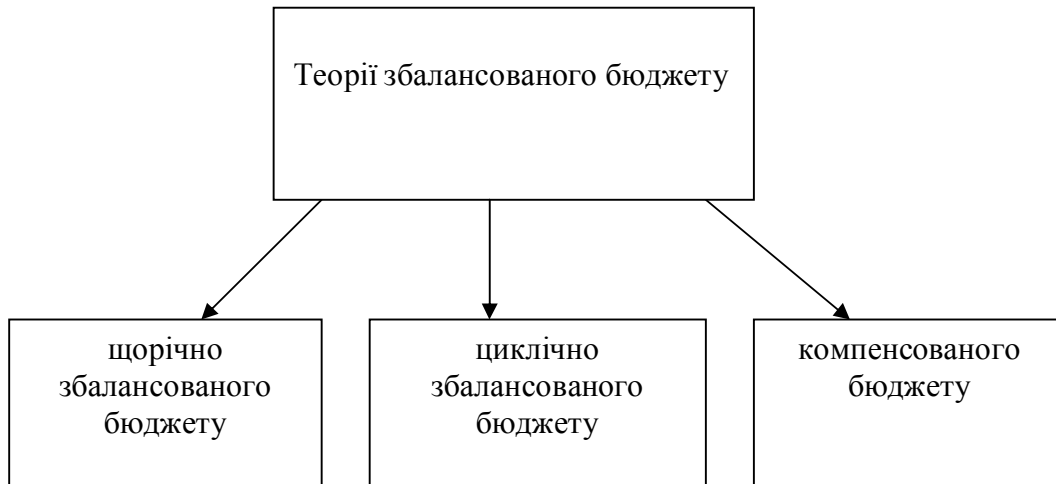 Теорії збалансованого бюджету
щорічно
збалансованого
бюджету
циклічно
збалансованого
бюджету
компенсованого
бюджету